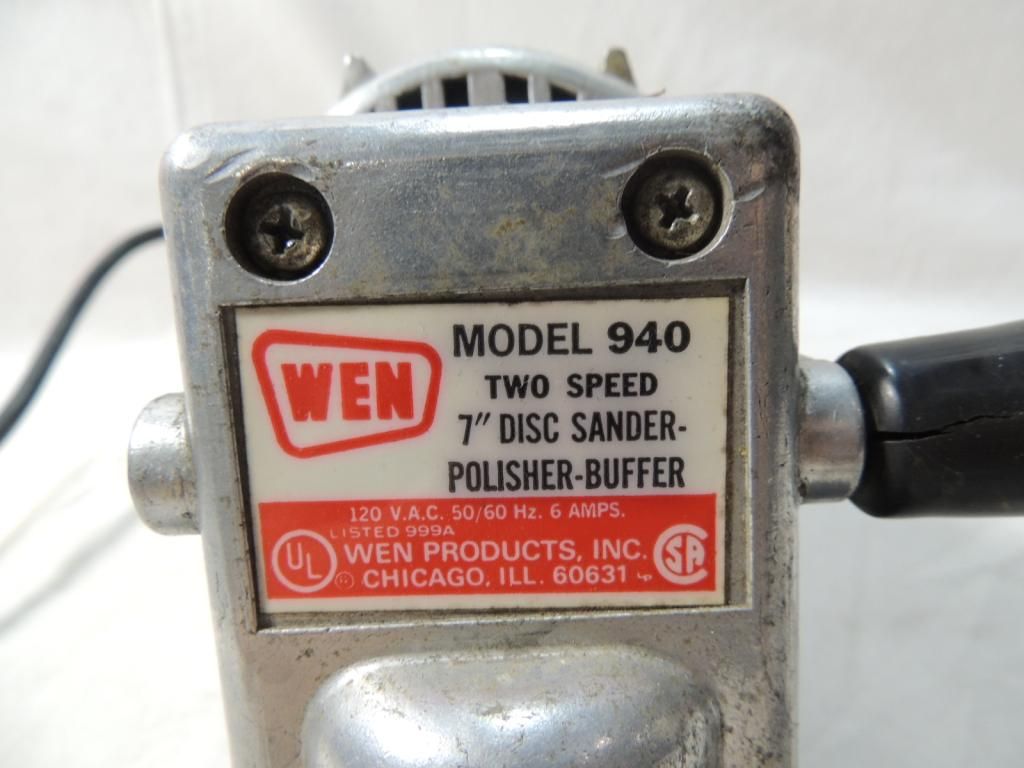 WEN
MODEL 940
TWO SPEED
7" DISC SANDER-
POLISHER-BUFFER
120 V.A.C. 50/60 Hz. 6 AMPS.
LISTED 999A
UL
WEN PRODUCTS, INC.
CHICAGO, ILL. 60631
SA